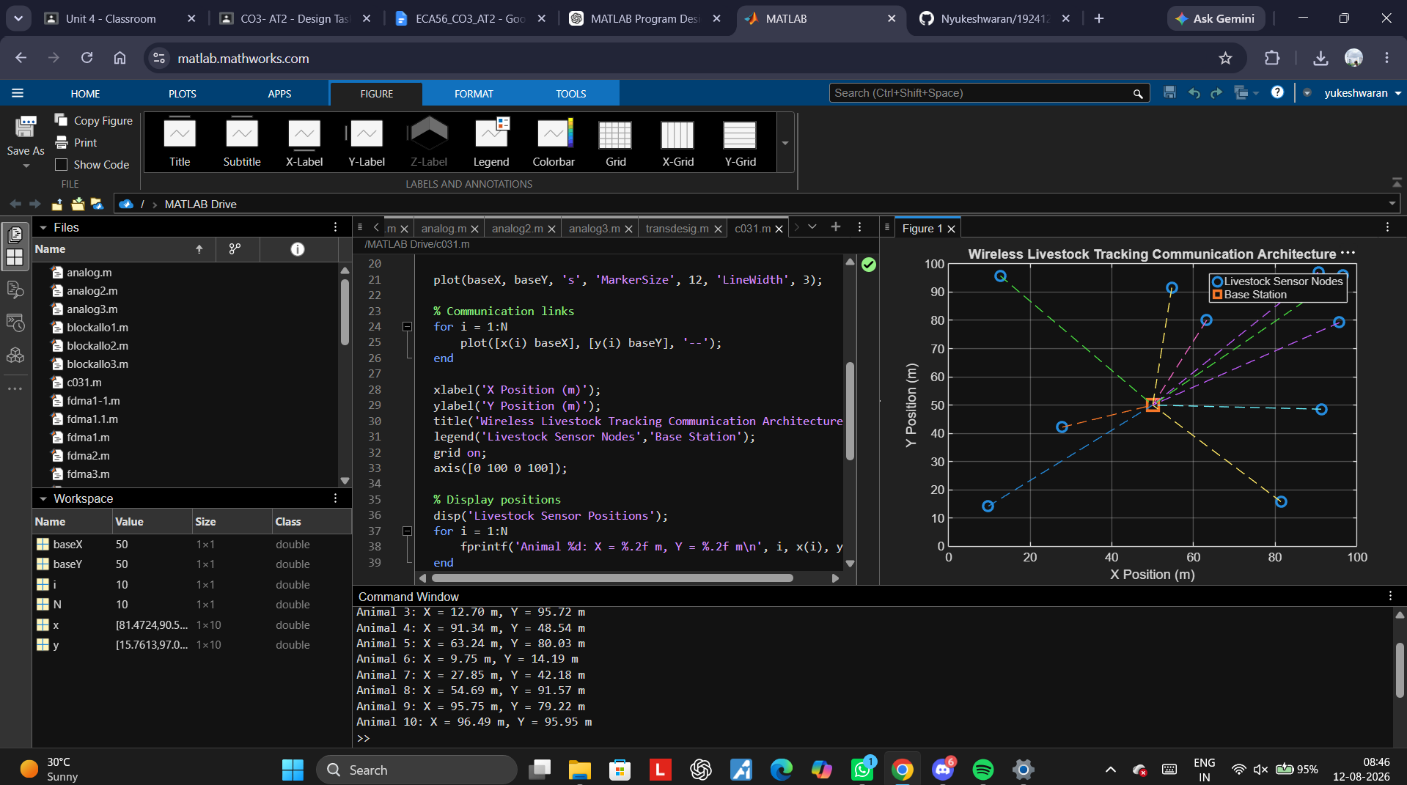 Unit 4 - Classroom
CO3- AT2 - Design Tas
ECA56_CO3_AT2 - Goo
MATLAB Program Desi
MATLAB
Nyukeshwaran/19241
Ask Gemini
matlab.mathworks.com
HOME
PLOTS
APPS
FIGURE
FORMAT
TOOLS
Search (Ctrl+Shift+Space)
yukeshwaran
Save As
Copy Figure
Print
Show Code
FILE
Title
Subtitle
X-Label
Y-Label
Z-Label
Legend
Colorbar
Grid
X-Grid
Y-Grid
LABELS AND ANNOTATIONS
/ > MATLAB Drive
Files
Name
analog.m
analog2.m
analog3.m
blockallo1.m
blockallo2.m
blockallo3.m
c031.m
fdma1-1.m
fdma1.1.m
fdma1.m
fdma2.m
fdma3.m
Workspace
Name Value Size Class
baseX 50 1×1 double
baseY 50 1×1 double
i 10 1×1 double
N 10 1×1 double
x [81.4724,90.5... 1×10 double
y [15.7613,97.0... 1×10 double
.m
analog.m
analog2.m
analog3.m
transdesig.m
c031.m
/MATLAB Drive/c031.m
20
21 plot(baseX, baseY, 's', 'MarkerSize', 12, 'LineWidth', 3);
22
23 % Communication links
24 for i = 1:N
25 plot([x(i) baseX], [y(i) baseY], '--');
26 end
27
28 xlabel('X Position (m)');
29 ylabel('Y Position (m)');
30 title('Wireless Livestock Tracking Communication Architecture
31 legend('Livestock Sensor Nodes','Base Station');
32 grid on;
33 axis([0 100 0 100]);
34
35 % Display positions
36 disp('Livestock Sensor Positions');
37 for i = 1:N
38 fprintf('Animal %d: X = %.2f m, Y = %.2f m\n', i, x(i), y
39 end
Figure 1
Wireless Livestock Tracking Communication Architecture
Livestock Sensor Nodes
Base Station
100
90
80
70
60
50
40
30
20
10
0
Y Position (m)
0 20 40 60 80 100
X Position (m)
Command Window
Animal 3: X = 12.70 m, Y = 95.72 m
Animal 4: X = 91.34 m, Y = 48.54 m
Animal 5: X = 63.24 m, Y = 80.03 m
Animal 6: X = 9.75 m, Y = 14.19 m
Animal 7: X = 27.85 m, Y = 42.18 m
Animal 8: X = 54.69 m, Y = 91.57 m
Animal 9: X = 95.75 m, Y = 79.22 m
Animal 10: X = 96.49 m, Y = 95.95 m
>>
30°C
Sunny
Search
L
1
6
ENG
IN
95%
08:46
12-08-2026